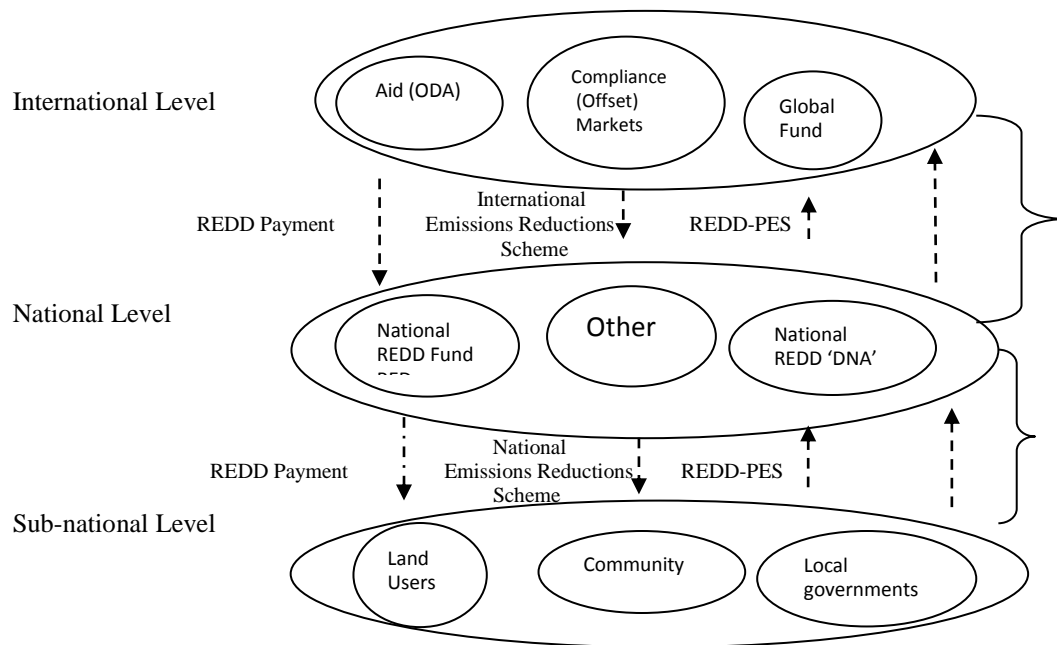 Aid (ODA)
Compliance
(Offset)
Markets
Global
Fund
International Level
REDD Payment
International
Emissions Reductions
Scheme
REDD-PES
National Level
National
REDD Fund
Other
National
REDD ‘DNA’
REDD Payment
National
Emissions Reductions
Scheme
REDD-PES
Sub-national Level
Land
Users
Community
Local
governments